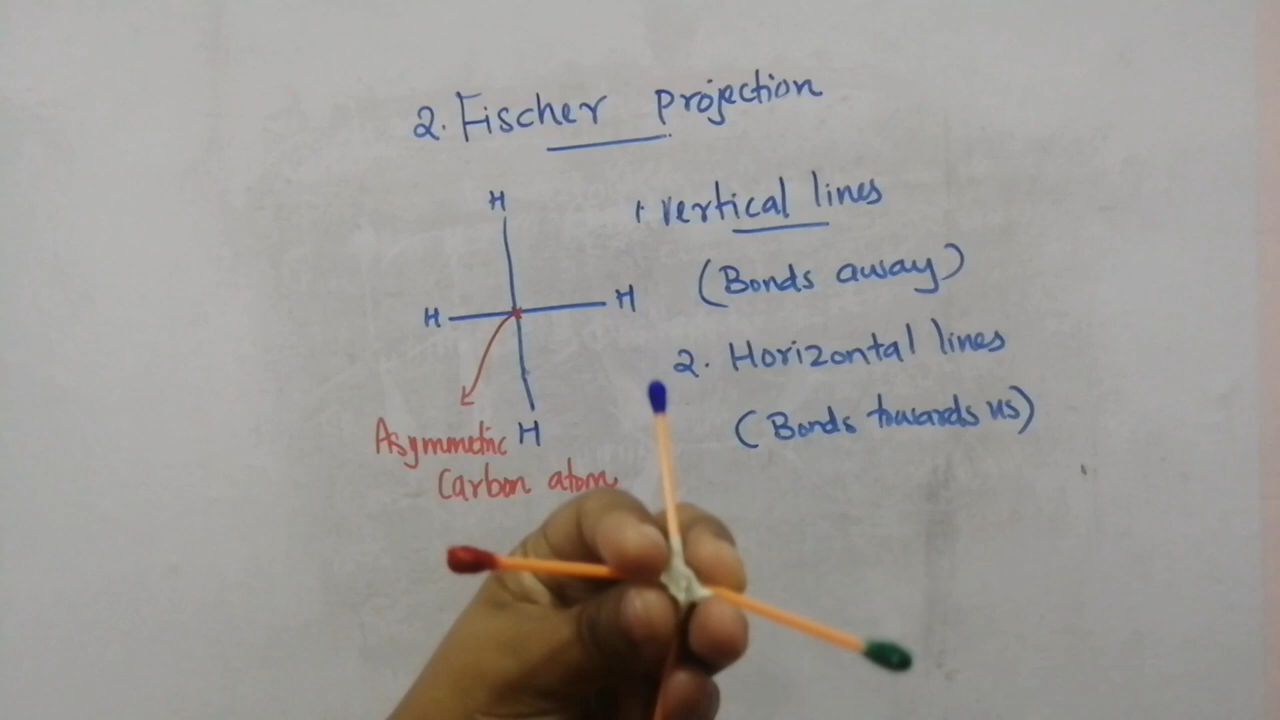 2. Fischer projection
H
1 vertical lines
(Bonds away)
H H
2. Horizontal lines
(Bonds towards us)
H
Asymmetric
Carbon atom